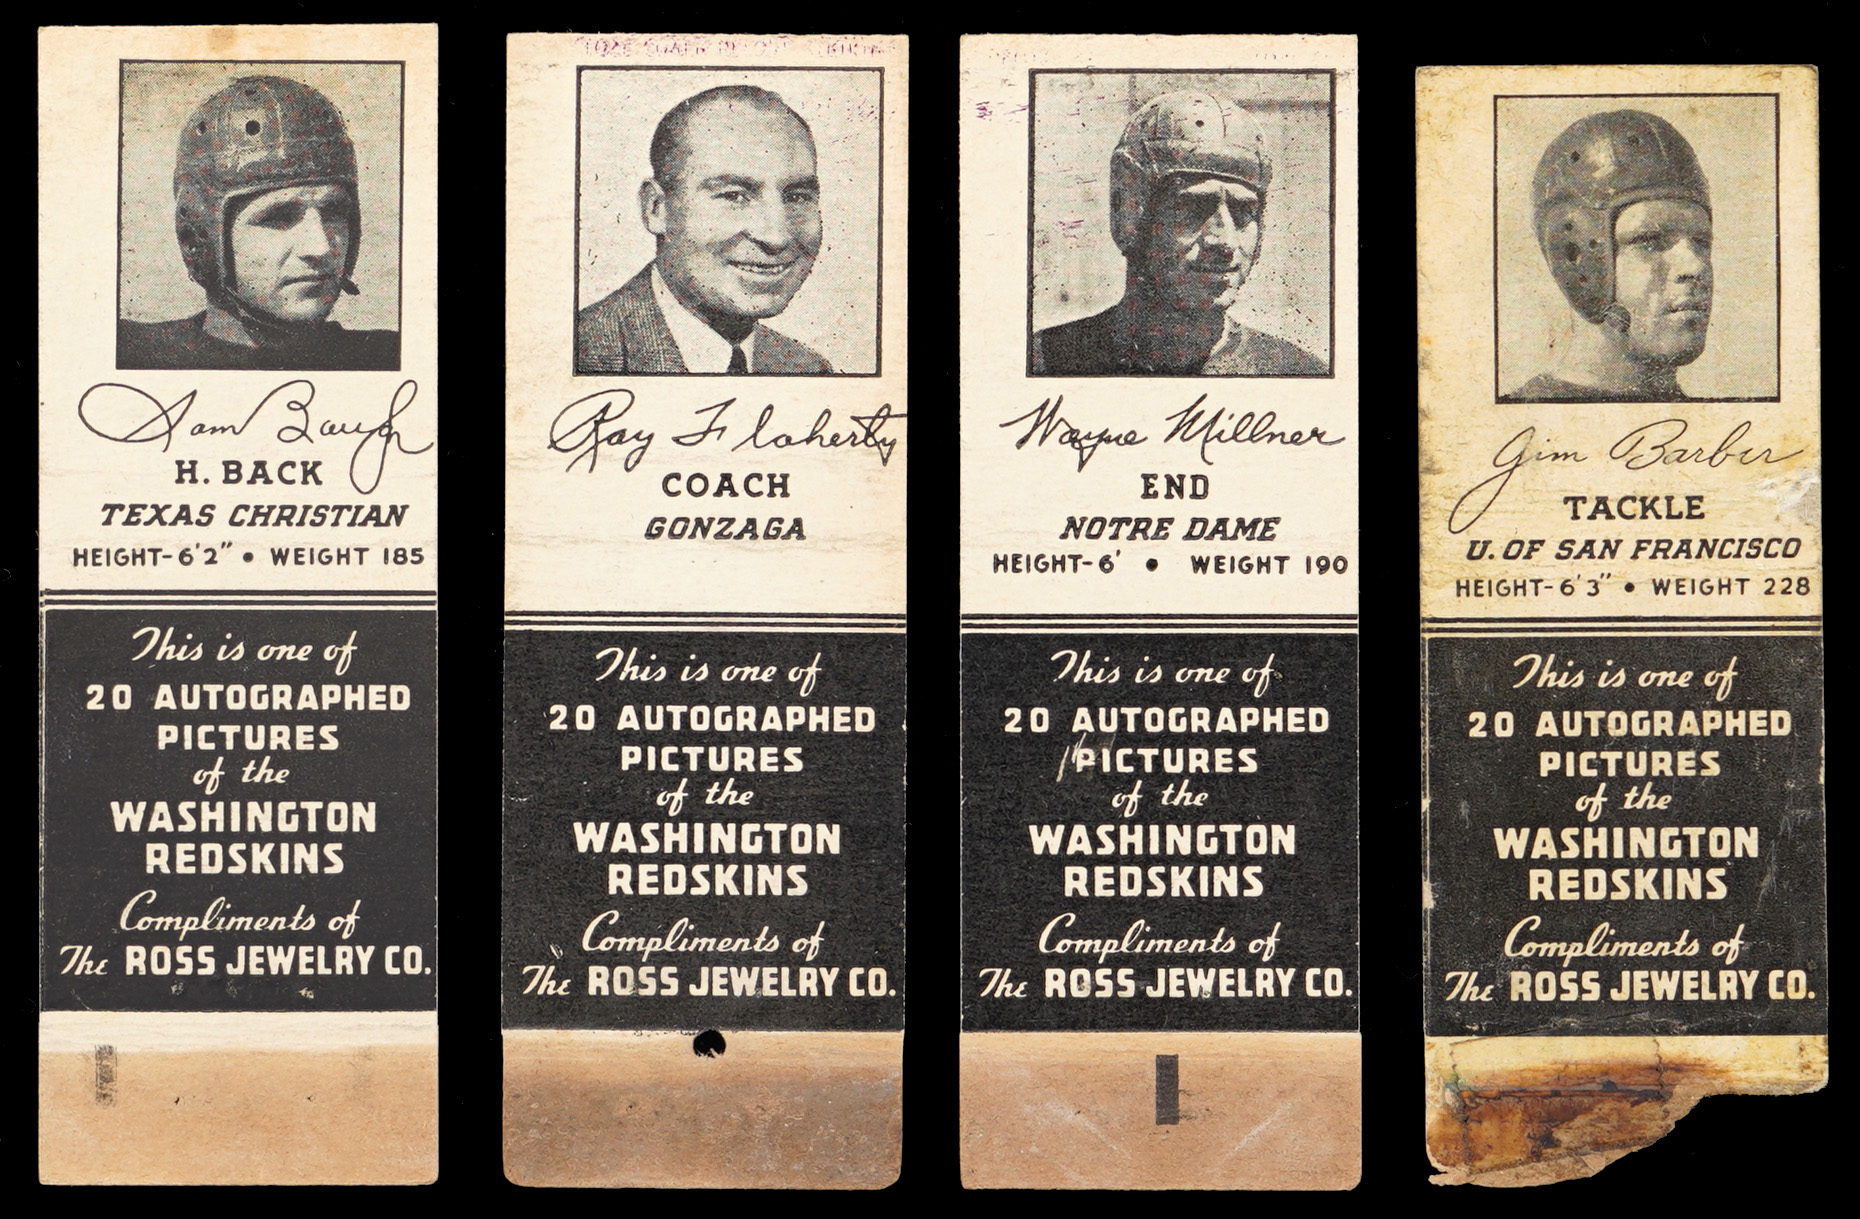 Sam Baugh
H. BACK
TEXAS CHRISTIAN
HEIGHT-6'2" • WEIGHT 185
This is one of
20 AUTOGRAPHED
PICTURES
of the
WASHINGTON
REDSKINS
Compliments of
The ROSS JEWELRY CO.
Ray Flaherty
COACH
GONZAGA
This is one of
20 AUTOGRAPHED
PICTURES
of the
WASHINGTON
REDSKINS
Compliments of
The ROSS JEWELRY CO.
Wayne Millner
END
NOTRE DAME
HEIGHT-6' • WEIGHT 190
This is one of
20 AUTOGRAPHED
PICTURES
of the
WASHINGTON
REDSKINS
Compliments of
The ROSS JEWELRY CO.
Jim Barber
TACKLE
U. OF SAN FRANCISCO
HEIGHT-6'3" • WEIGHT 228
This is one of
20 AUTOGRAPHED
PICTURES
of the
WASHINGTON
REDSKINS
Compliments of
The ROSS JEWELRY CO.